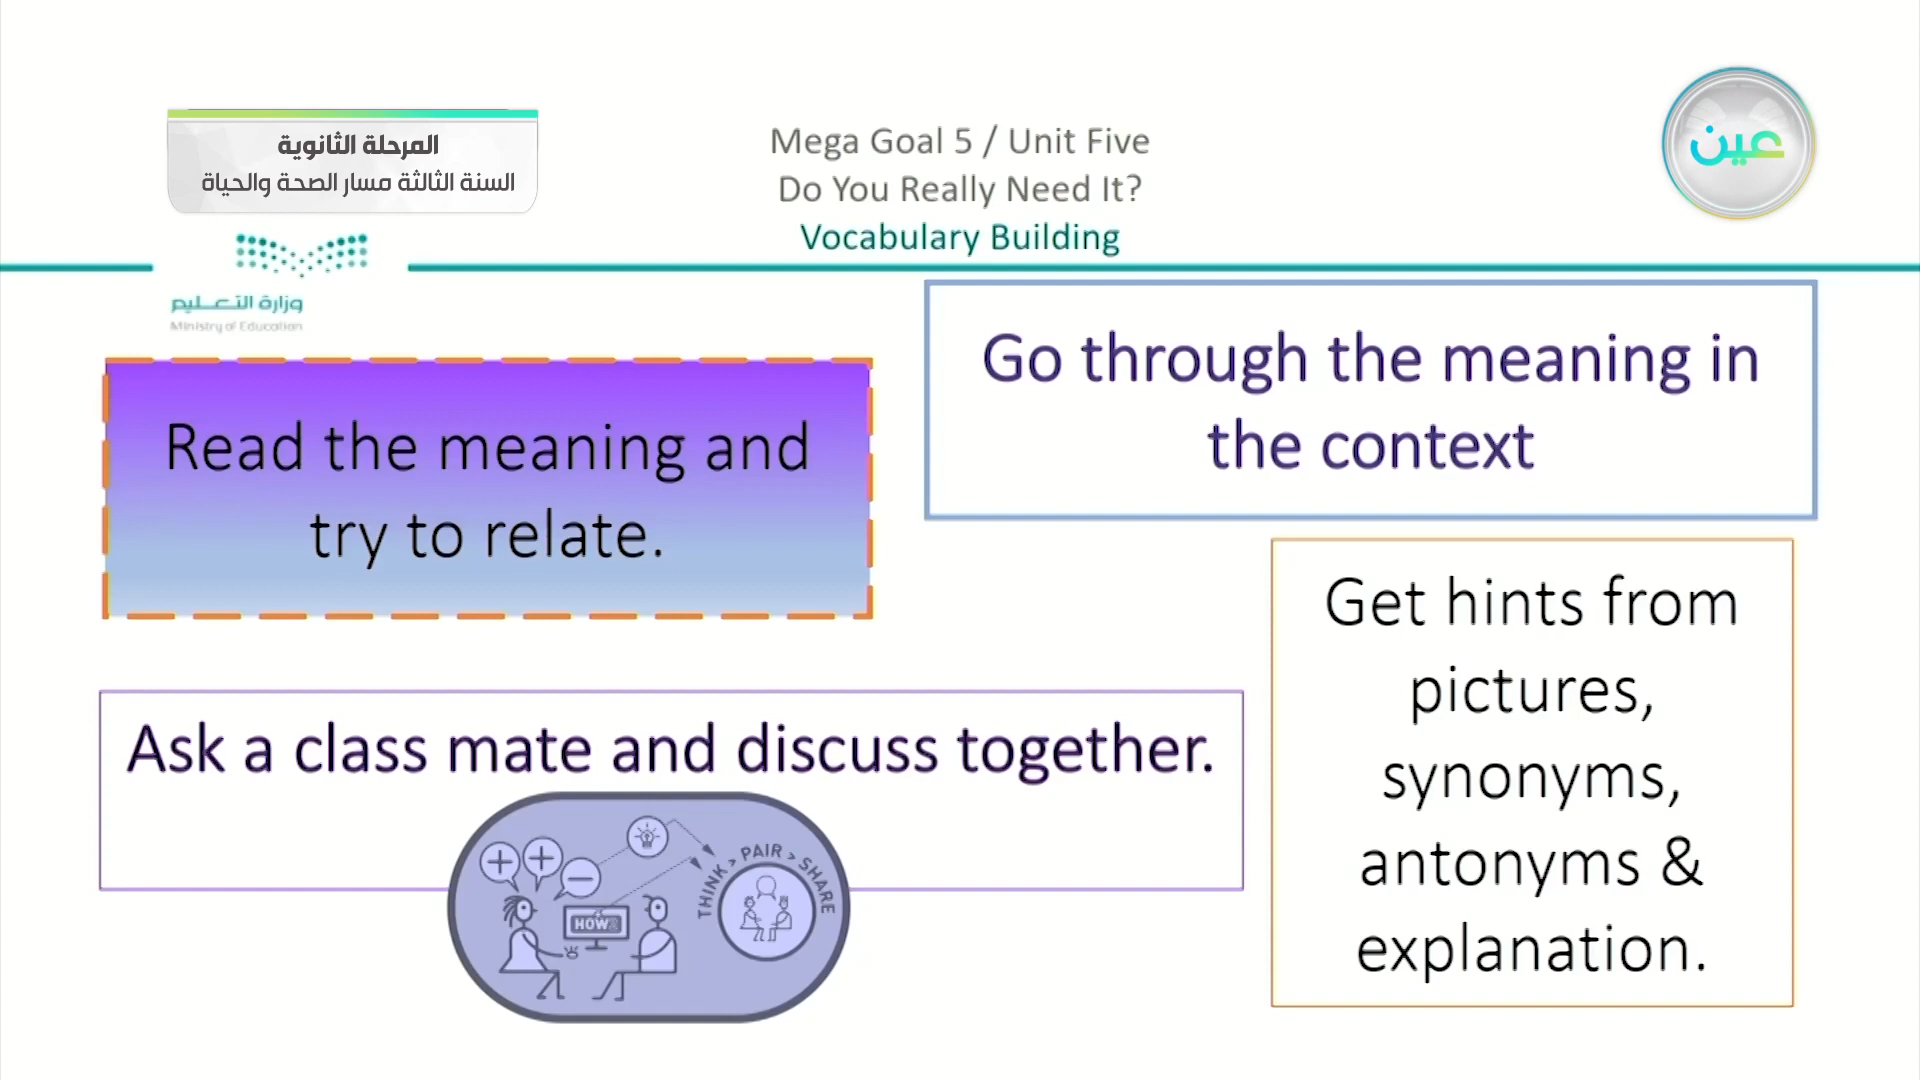 المرحلة الثانوية
السنة الثالثة مسار الصحة والحياة
Mega Goal 5 / Unit Five
Do You Really Need It?
Vocabulary Building
عين
وزارة التعليم
Ministry of Education
Read the meaning and
try to relate.
Go through the meaning in
the context
Ask a class mate and discuss together.
THINK > PAIR > SHARE
HOW
Get hints from
pictures,
synonyms,
antonyms &
explanation.